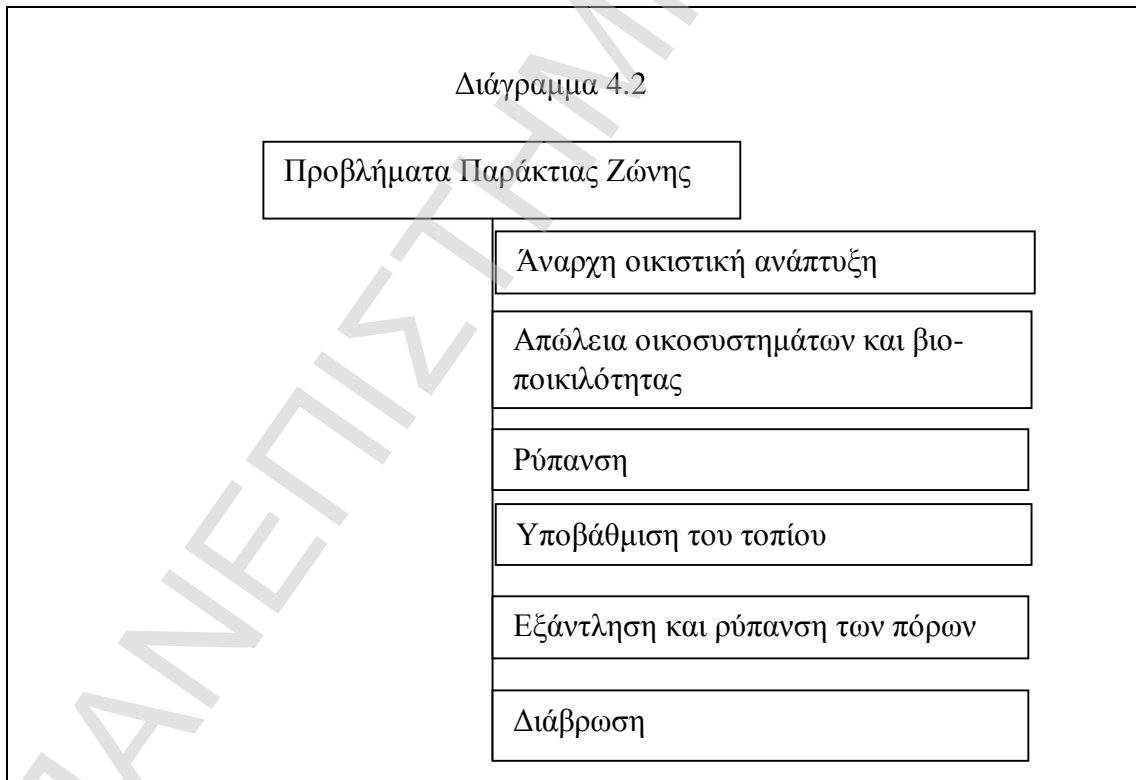 Διάγραμμα 4.2
Προβλήματα Παράκτιας Ζώνης
Άναρχη οικιστική ανάπτυξη
Απώλεια οικοσυστημάτων και βιο-
ποικιλότητας
Ρύπανση
Υποβάθμιση του τοπίου
Εξάντληση και ρύπανση των πόρων
Διάβρωση